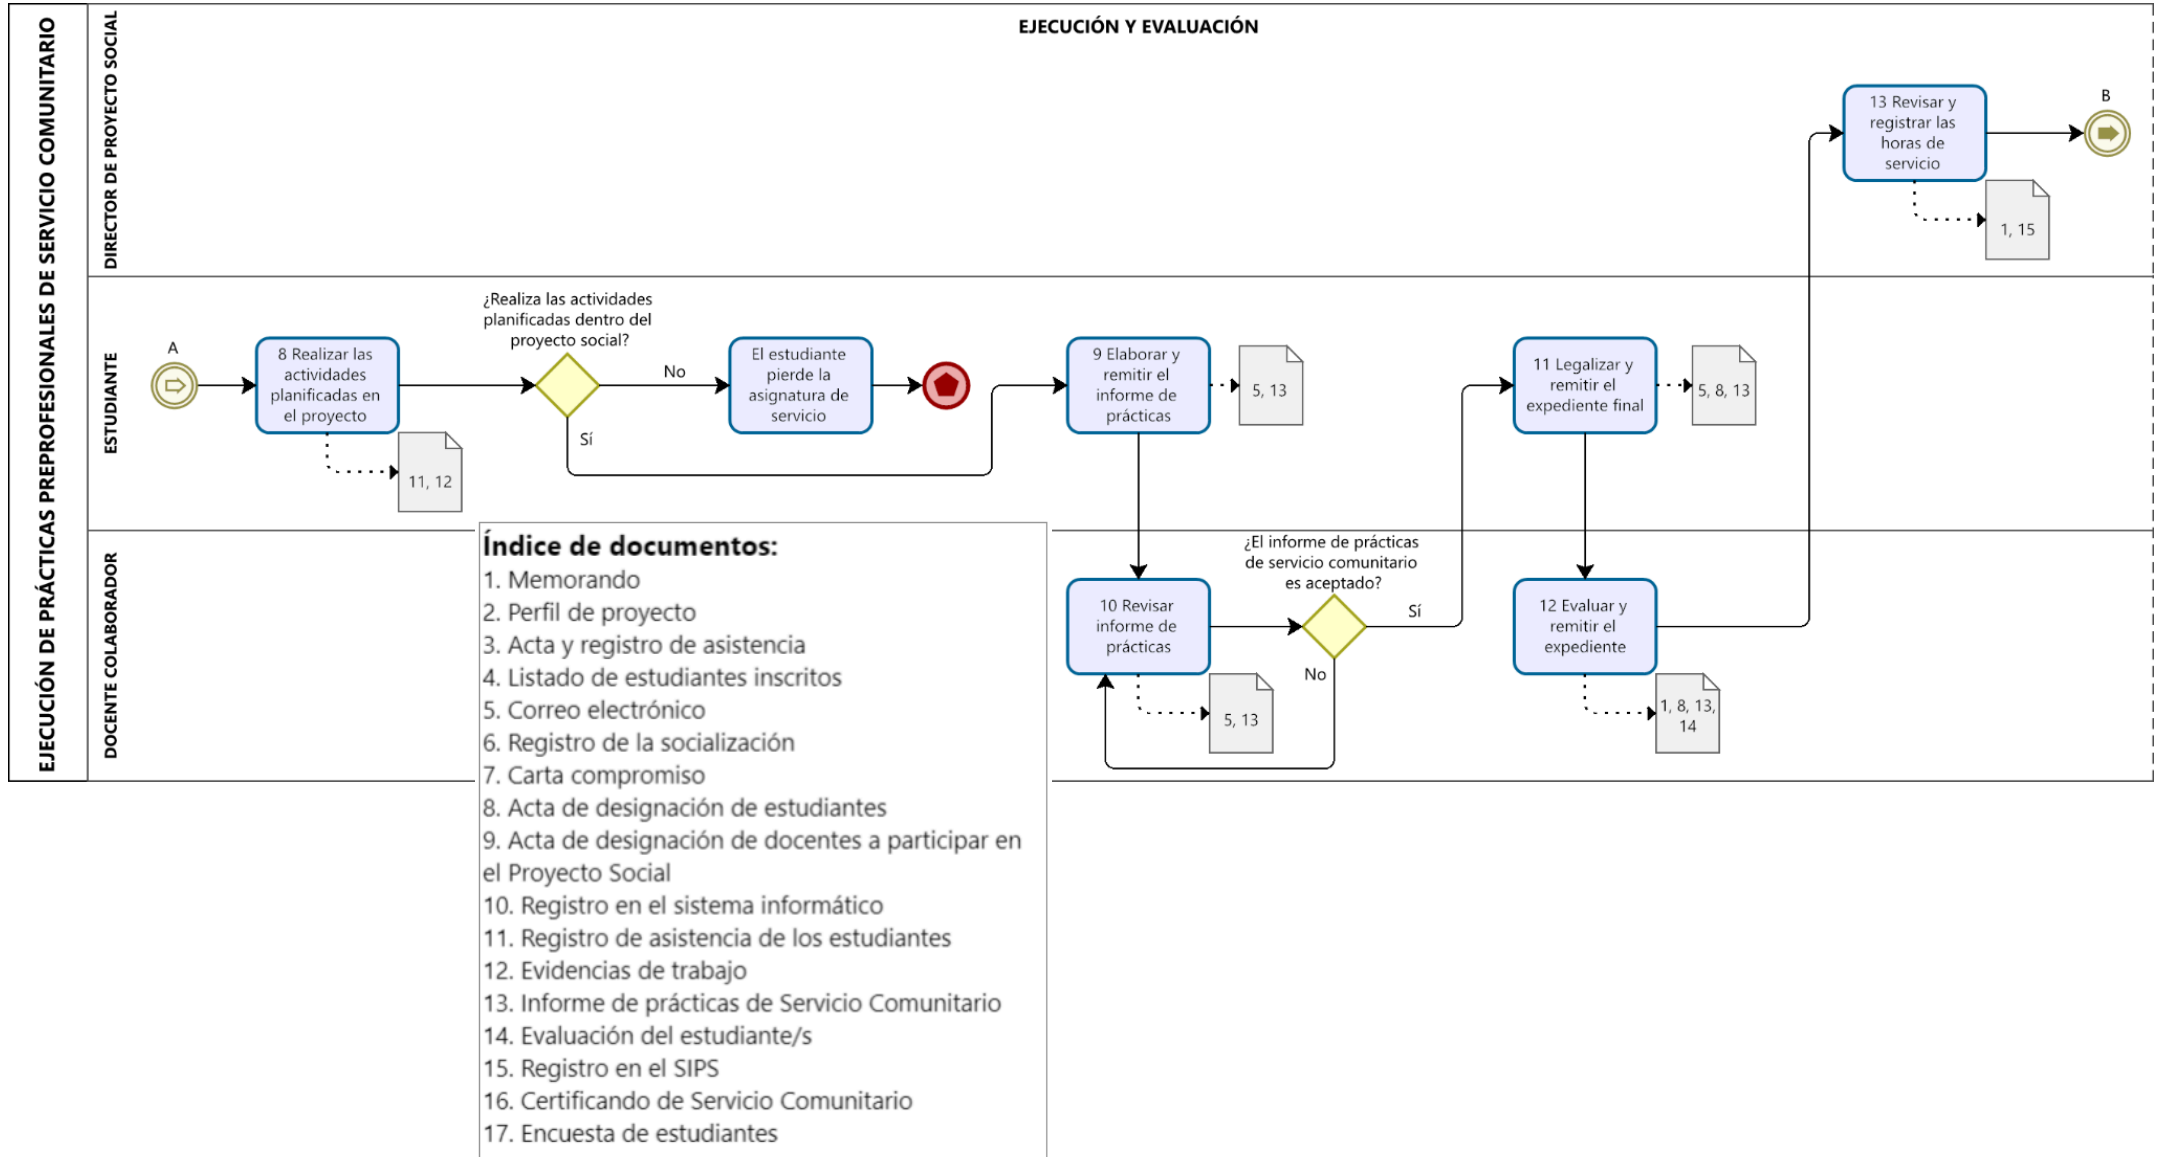 EJECUCIÓN DE PRÁCTICAS PREPROFESIONALES DE SERVICIO COMUNITARIO
EJECUCIÓN Y EVALUACIÓN
DIRECTOR DE PROYECTO SOCIAL
13 Revisar y
registrar las
horas de
servicio
B
1, 15
ESTUDIANTE
A
8 Realizar las
actividades
planificadas en
el proyecto
11, 12
¿Realiza las actividades
planificadas dentro del
proyecto social?
No
Sí
El estudiante
pierde la
asignatura de
servicio
9 Elaborar y
remitir el
informe de
prácticas
5, 13
11 Legalizar y
remitir el
expediente final
5, 8, 13
DOCENTE COLABORADOR
10 Revisar
informe de
prácticas
5, 13
¿El informe de prácticas
de servicio comunitario
es aceptado?
Sí
No
12 Evaluar y
remitir el
expediente
1, 8, 13,
14
Índice de documentos:
1. Memorando
2. Perfil de proyecto
3. Acta y registro de asistencia
4. Listado de estudiantes inscritos
5. Correo electrónico
6. Registro de la socialización
7. Carta compromiso
8. Acta de designación de estudiantes
9. Acta de designación de docentes a participar en
el Proyecto Social
10. Registro en el sistema informático
11. Registro de asistencia de los estudiantes
12. Evidencias de trabajo
13. Informe de prácticas de Servicio Comunitario
14. Evaluación del estudiante/s
15. Registro en el SIPS
16. Certificando de Servicio Comunitario
17. Encuesta de estudiantes